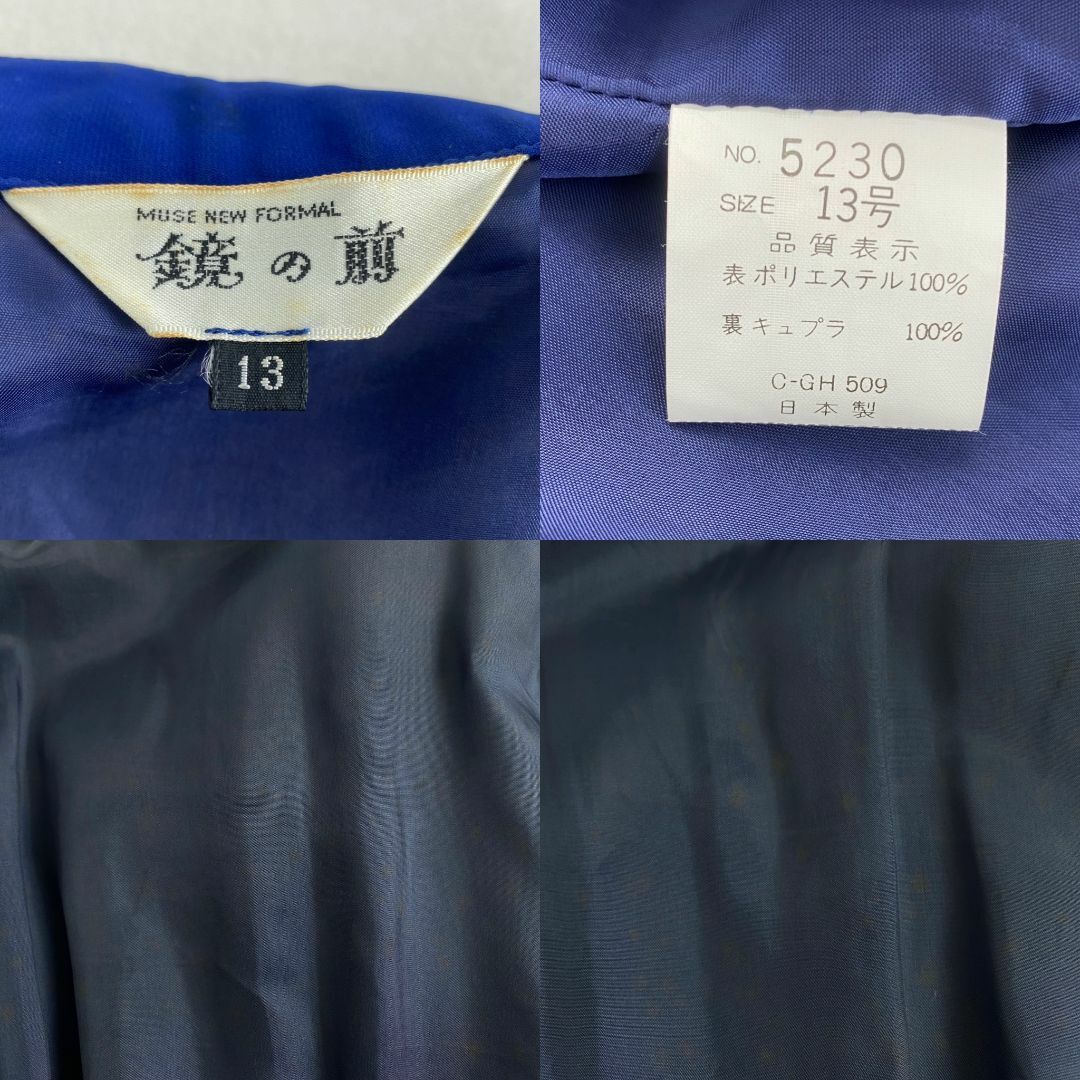 MUSE NEW FORMAL
鏡の前
13
NO. 5230
SIZE 13号
品質表示
表ポリエステル100%
裏キュプラ 100%
C-GH 509
日本製